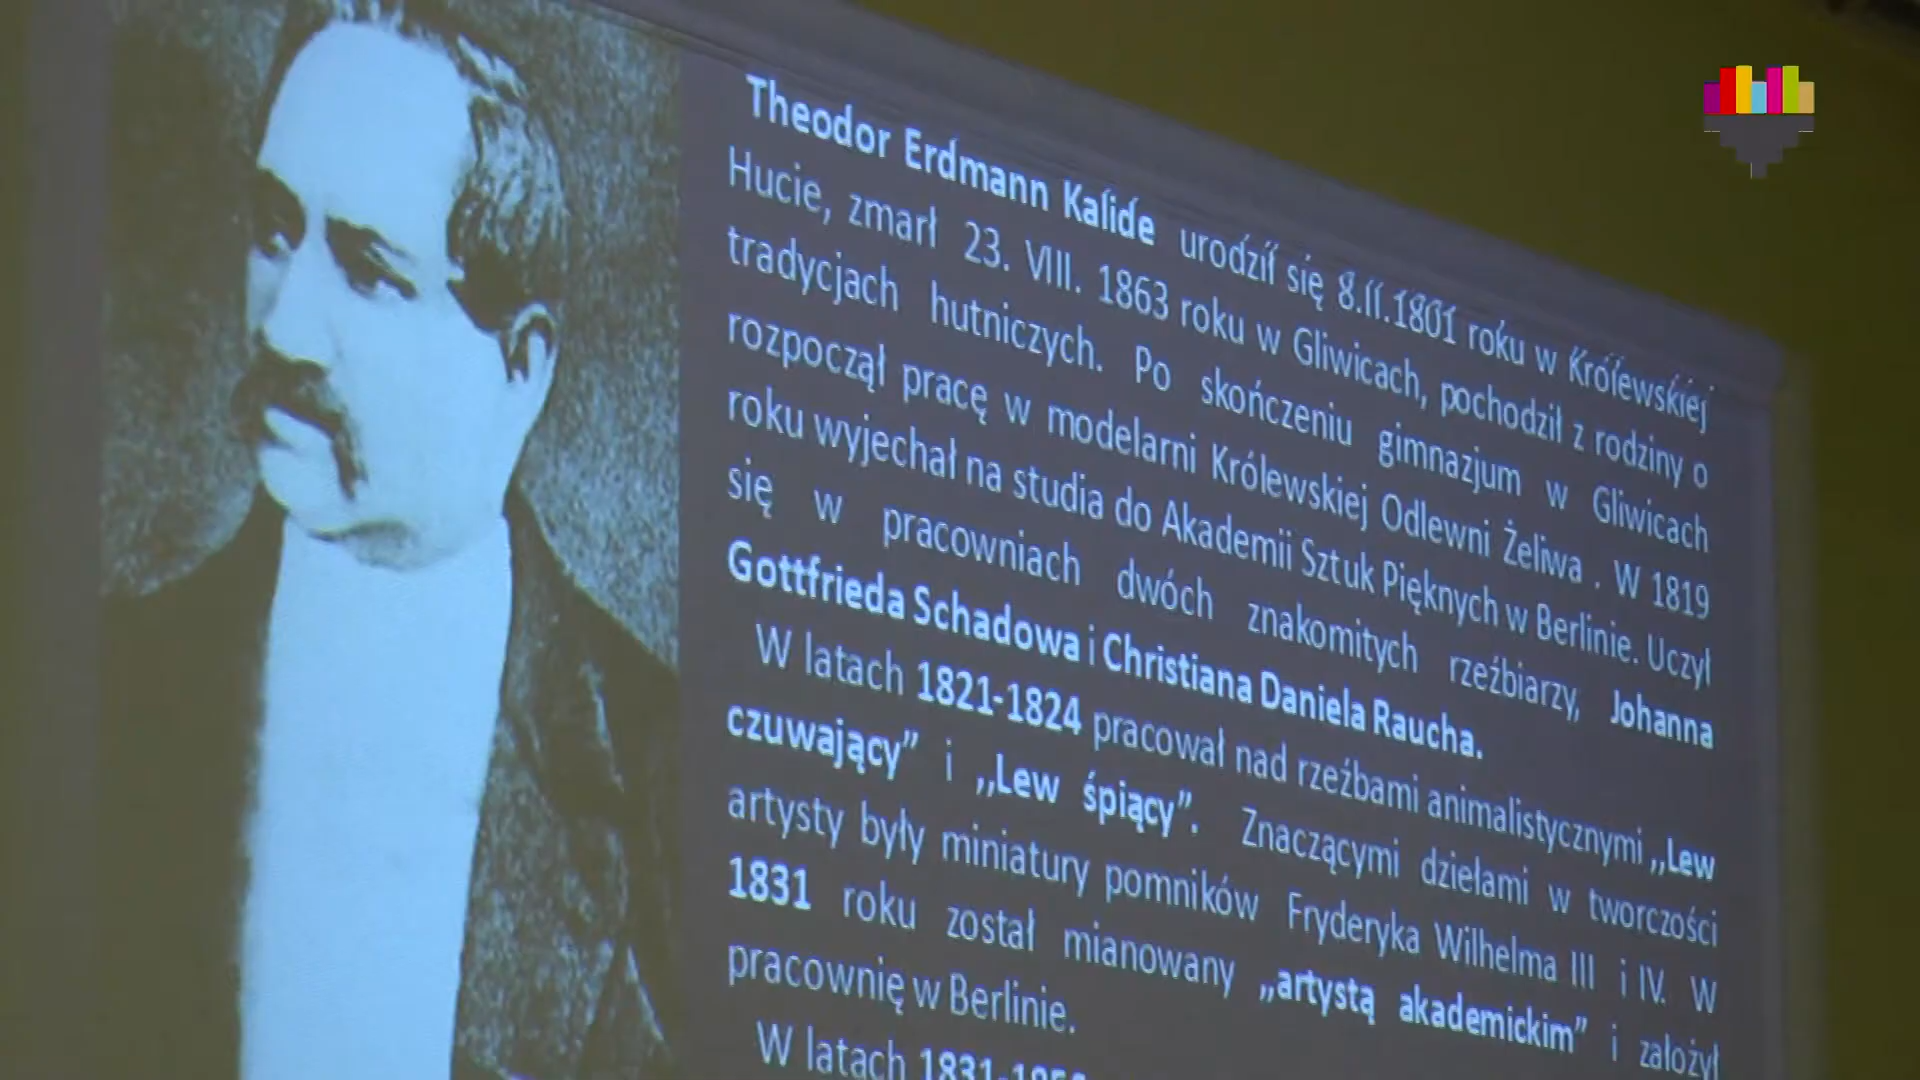 Theodor Erdmann Kalide urodził się 8.II.1801 roku w Królewskiej
Hucie, zmarł 23. VIII. 1863 roku w Gliwicach, pochodził z rodziny o
tradycjach hutniczych. Po skończeniu gimnazjum w Gliwicach
rozpoczął pracę w modelarni Królewskiej Odlewni Żeliwa . W 1819
roku wyjechał na studia do Akademii Sztuk Pięknych w Berlinie. Uczył
się w pracowniach dwóch znakomitych rzeźbiarzy, Johanna
Gottfrieda Schadowa i Christiana Daniela Raucha.
W latach 1821-1824 pracował nad rzeźbami animalistycznymi ,,Lew
czuwający” i ,,Lew śpiący”. Znaczącymi dziełami w tworczości
artysty były miniatury pomników Fryderyka Wilhelma III i IV. W
1831 roku został mianowany „artystą akademickim” i założył
pracownię w Berlinie.
W latach